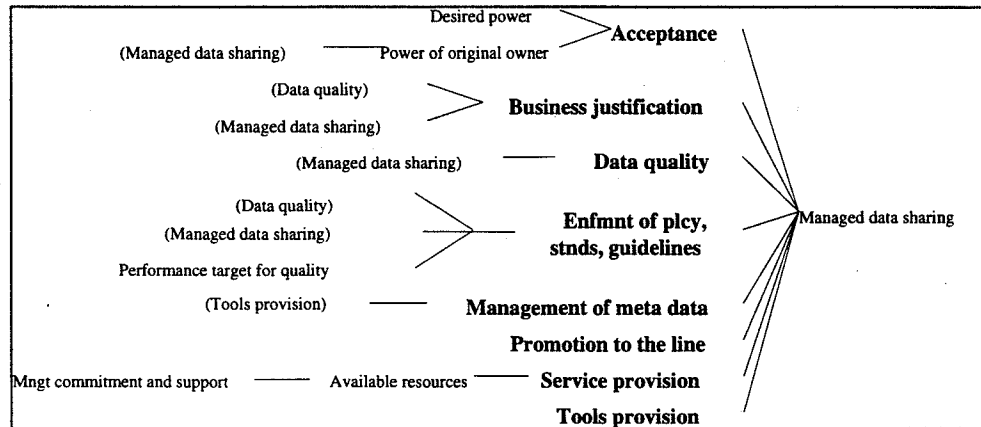 Desired power
Acceptance
(Managed data sharing)
Power of original owner
(Data quality)
Business justification
(Managed data sharing)
(Managed data sharing)
Data quality
(Data quality)
(Managed data sharing)
Enfmnt of plcy,
stnds, guidelines
Managed data sharing
Performance target for quality
(Tools provision)
Management of meta data
Promotion to the line
Mngt commitment and support
Available resources
Service provision
Tools provision